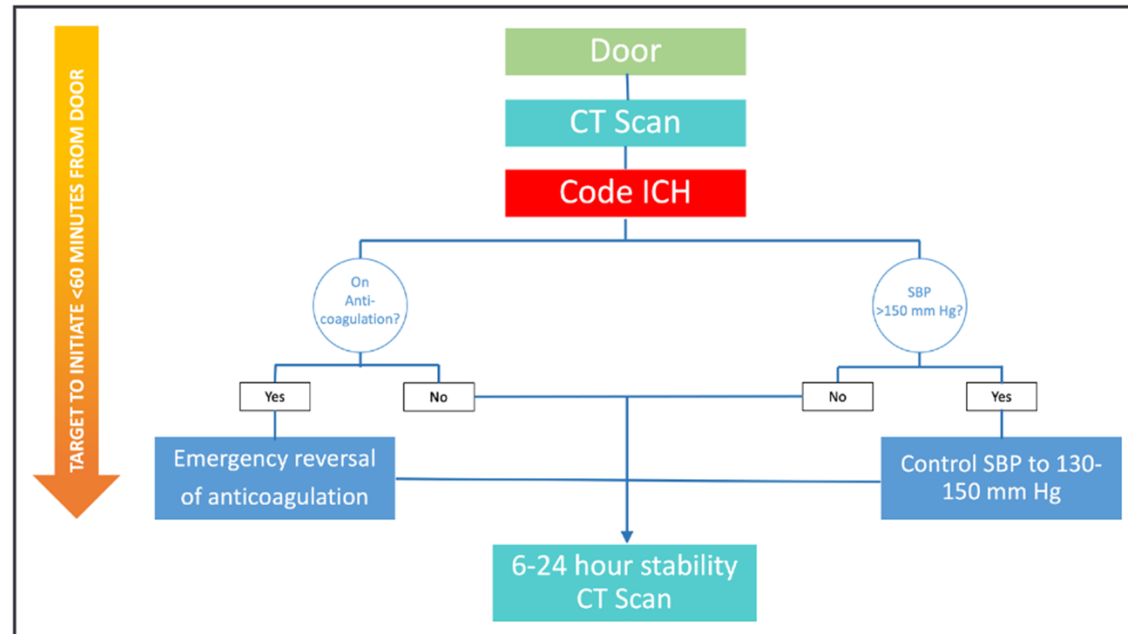 TARGET TO INITIATE <60 MINUTES FROM DOOR
Door
CT Scan
Code ICH
On
Anti-
coagulation?
SBP
>150 mm Hg?
Yes
No
No
Yes
Emergency reversal
of anticoagulation
Control SBP to 130-
150 mm Hg
6-24 hour stability
CT Scan